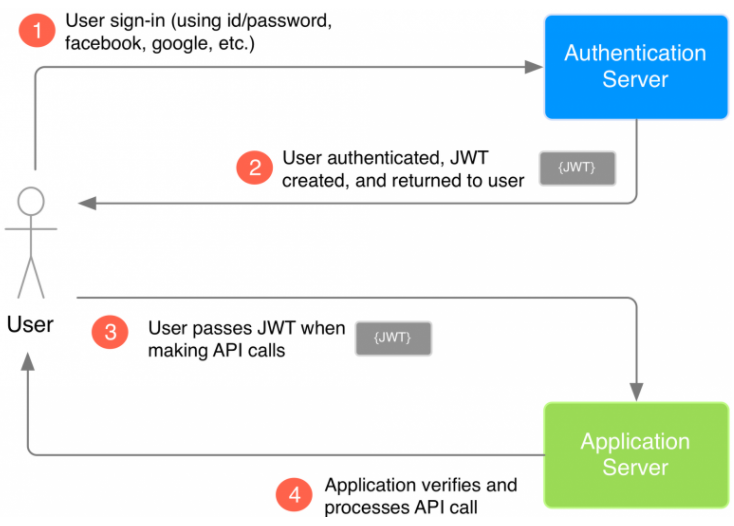 1
User sign-in (using id/password,
facebook, google, etc.)
Authentication
Server
2
User authenticated, JWT
created, and returned to user
{JWT}
User
3
User passes JWT when
making API calls
{JWT}
Application
Server
4
Application verifies and
processes API call